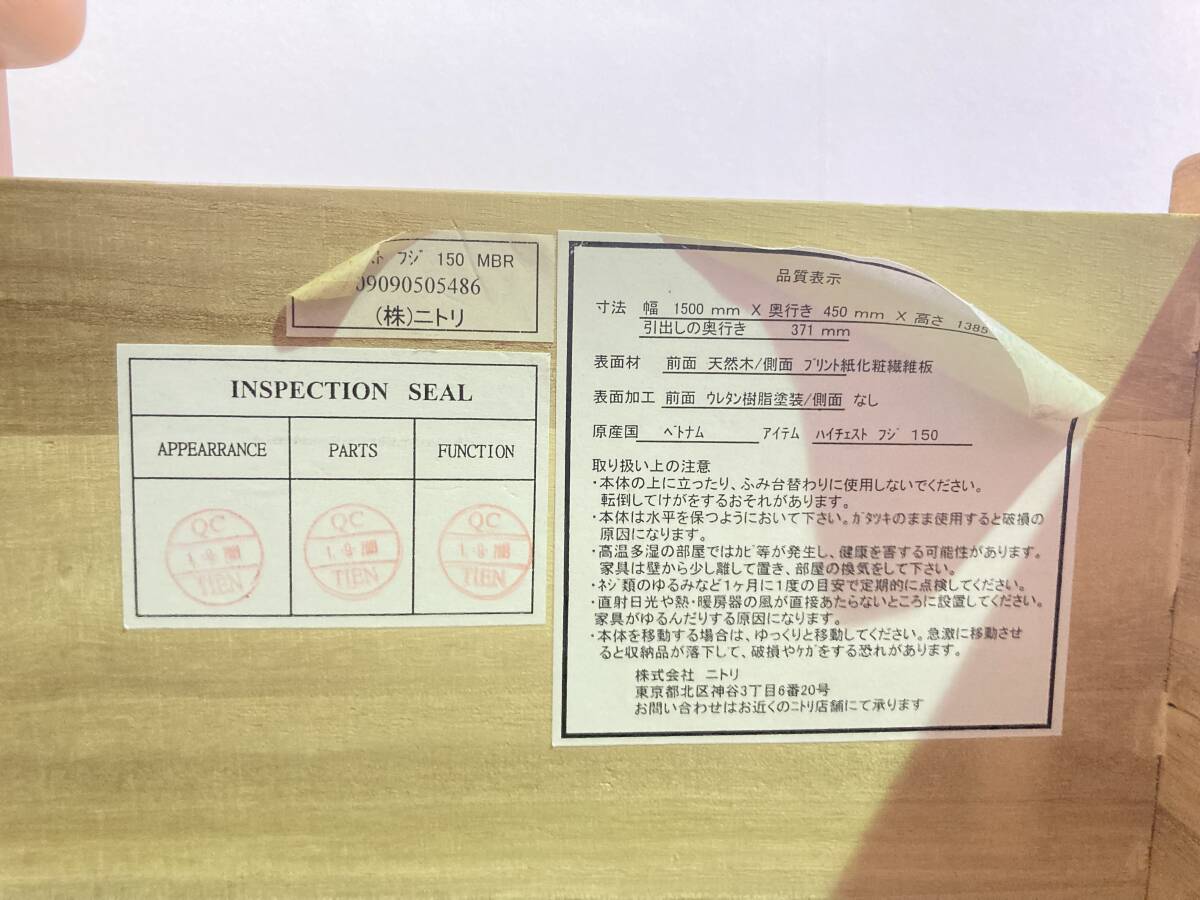 スト フジ 150 MBR
09090505486
(株)ニトリ
INSPECTION SEAL
APPEARRANCE PARTS FUNCTION
QC QC QC
TIEN TIEN TIEN
品質表示
寸法 幅 1500 mm X 奥行き 450 mm X 高さ 1385
引出しの奥行き 371 mm
表面材 前面 天然木/側面 プリント紙化粧繊維板
表面加工 前面 ウレタン樹脂塗装/側面 なし
原産国 ベトナム アイテム ハイチェスト フジ 150
取り扱い上の注意
・本体の上に立ったり、ふみ台替わりに使用しないでください。
転倒してけがをするおそれがあります。
・本体は水平を保つようにおいて下さい。ガタツキのまま使用すると破損の
原因になります。
・高温多湿の部屋ではカビ等が発生し、健康を害する可能性があります。
家具は壁から少し離して置き、部屋の換気をして下さい。
・ネジ類のゆるみなど1ヶ月に1度の目安で定期的に点検してください。
・直射日光や熱・暖房器の風が直接あたらないところに設置してください。
家具がゆるんだりする原因になります。
・本体を移動する場合は、ゆっくりと移動してください。急激に移動させ
ると収納品が落下して、破損やケガをする恐れがあります。
株式会社 ニトリ
東京都北区神谷3丁目6番20号
お問い合わせはお近くのニトリ店舗にて承ります